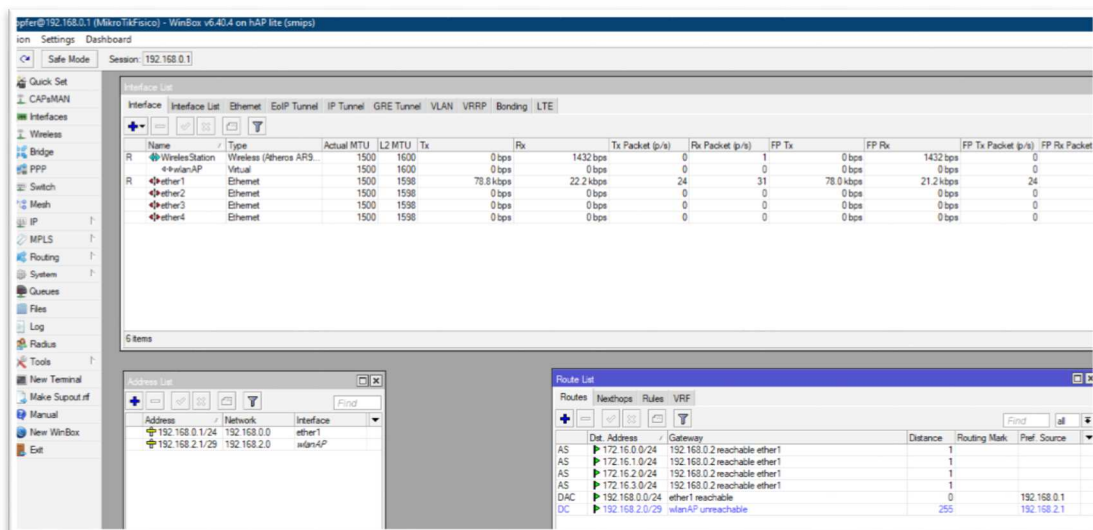 opfer@192.168.0.1 (MikroTikFisico) - WinBox v6.40.4 on hAP lite (smips)
ion Settings Dashboard
Safe Mode Session: 192.168.0.1
Quick Set
CAPsMAN
Interfaces
Wireless
Bridge
PPP
Switch
Mesh
IP
MPLS
Routing
System
Queues
Files
Log
Radius
Tools
New Terminal
Make Supout.rif
Manual
New WinBox
Exit
Interface List
Interface Interface List Ethernet EoIP Tunnel IP Tunnel GRE Tunnel VLAN VRRP Bonding LTE
Name / Type Actual MTU L2 MTU Tx Rx Tx Packet (p/s) Rx Packet (p/s) FP Tx FP Rx FP Tx Packet (p/s) FP Rx Packet
R WirelesStation Wireless (Atheros AR9... 1500 1600 0 bps 1432 bps 0 1 0 bps 1432 bps 0
wlanAP Virtual 1500 1600 0 bps 0 bps 0 0 0 bps 0 bps 0
R ether1 Ethernet 1500 1598 78.8 kbps 22.2 kbps 24 31 78.0 kbps 21.2 kbps 24
ether2 Ethernet 1500 1598 0 bps 0 bps 0 0 0 bps 0 bps 0
ether3 Ethernet 1500 1598 0 bps 0 bps 0 0 0 bps 0 bps 0
ether4 Ethernet 1500 1598 0 bps 0 bps 0 0 0 bps 0 bps 0
6 items
Address List
Find
Address / Network Interface
192.168.0.1/24 192.168.0.0 ether1
192.168.2.1/29 192.168.2.0 wlanAP
Route List
Routes Nexthops Rules VRF
Find all
Dst. Address / Gateway Distance Routing Mark Pref. Source
AS 172.16.0.0/24 192.168.0.2 reachable ether1 1
AS 172.16.1.0/24 192.168.0.2 reachable ether1 1
AS 172.16.2.0/24 192.168.0.2 reachable ether1 1
AS 172.16.3.0/24 192.168.0.2 reachable ether1 1
DAC 192.168.0.0/24 ether1 reachable 0 192.168.0.1
DC 192.168.2.0/29 wlanAP unreachable 255 192.168.2.1